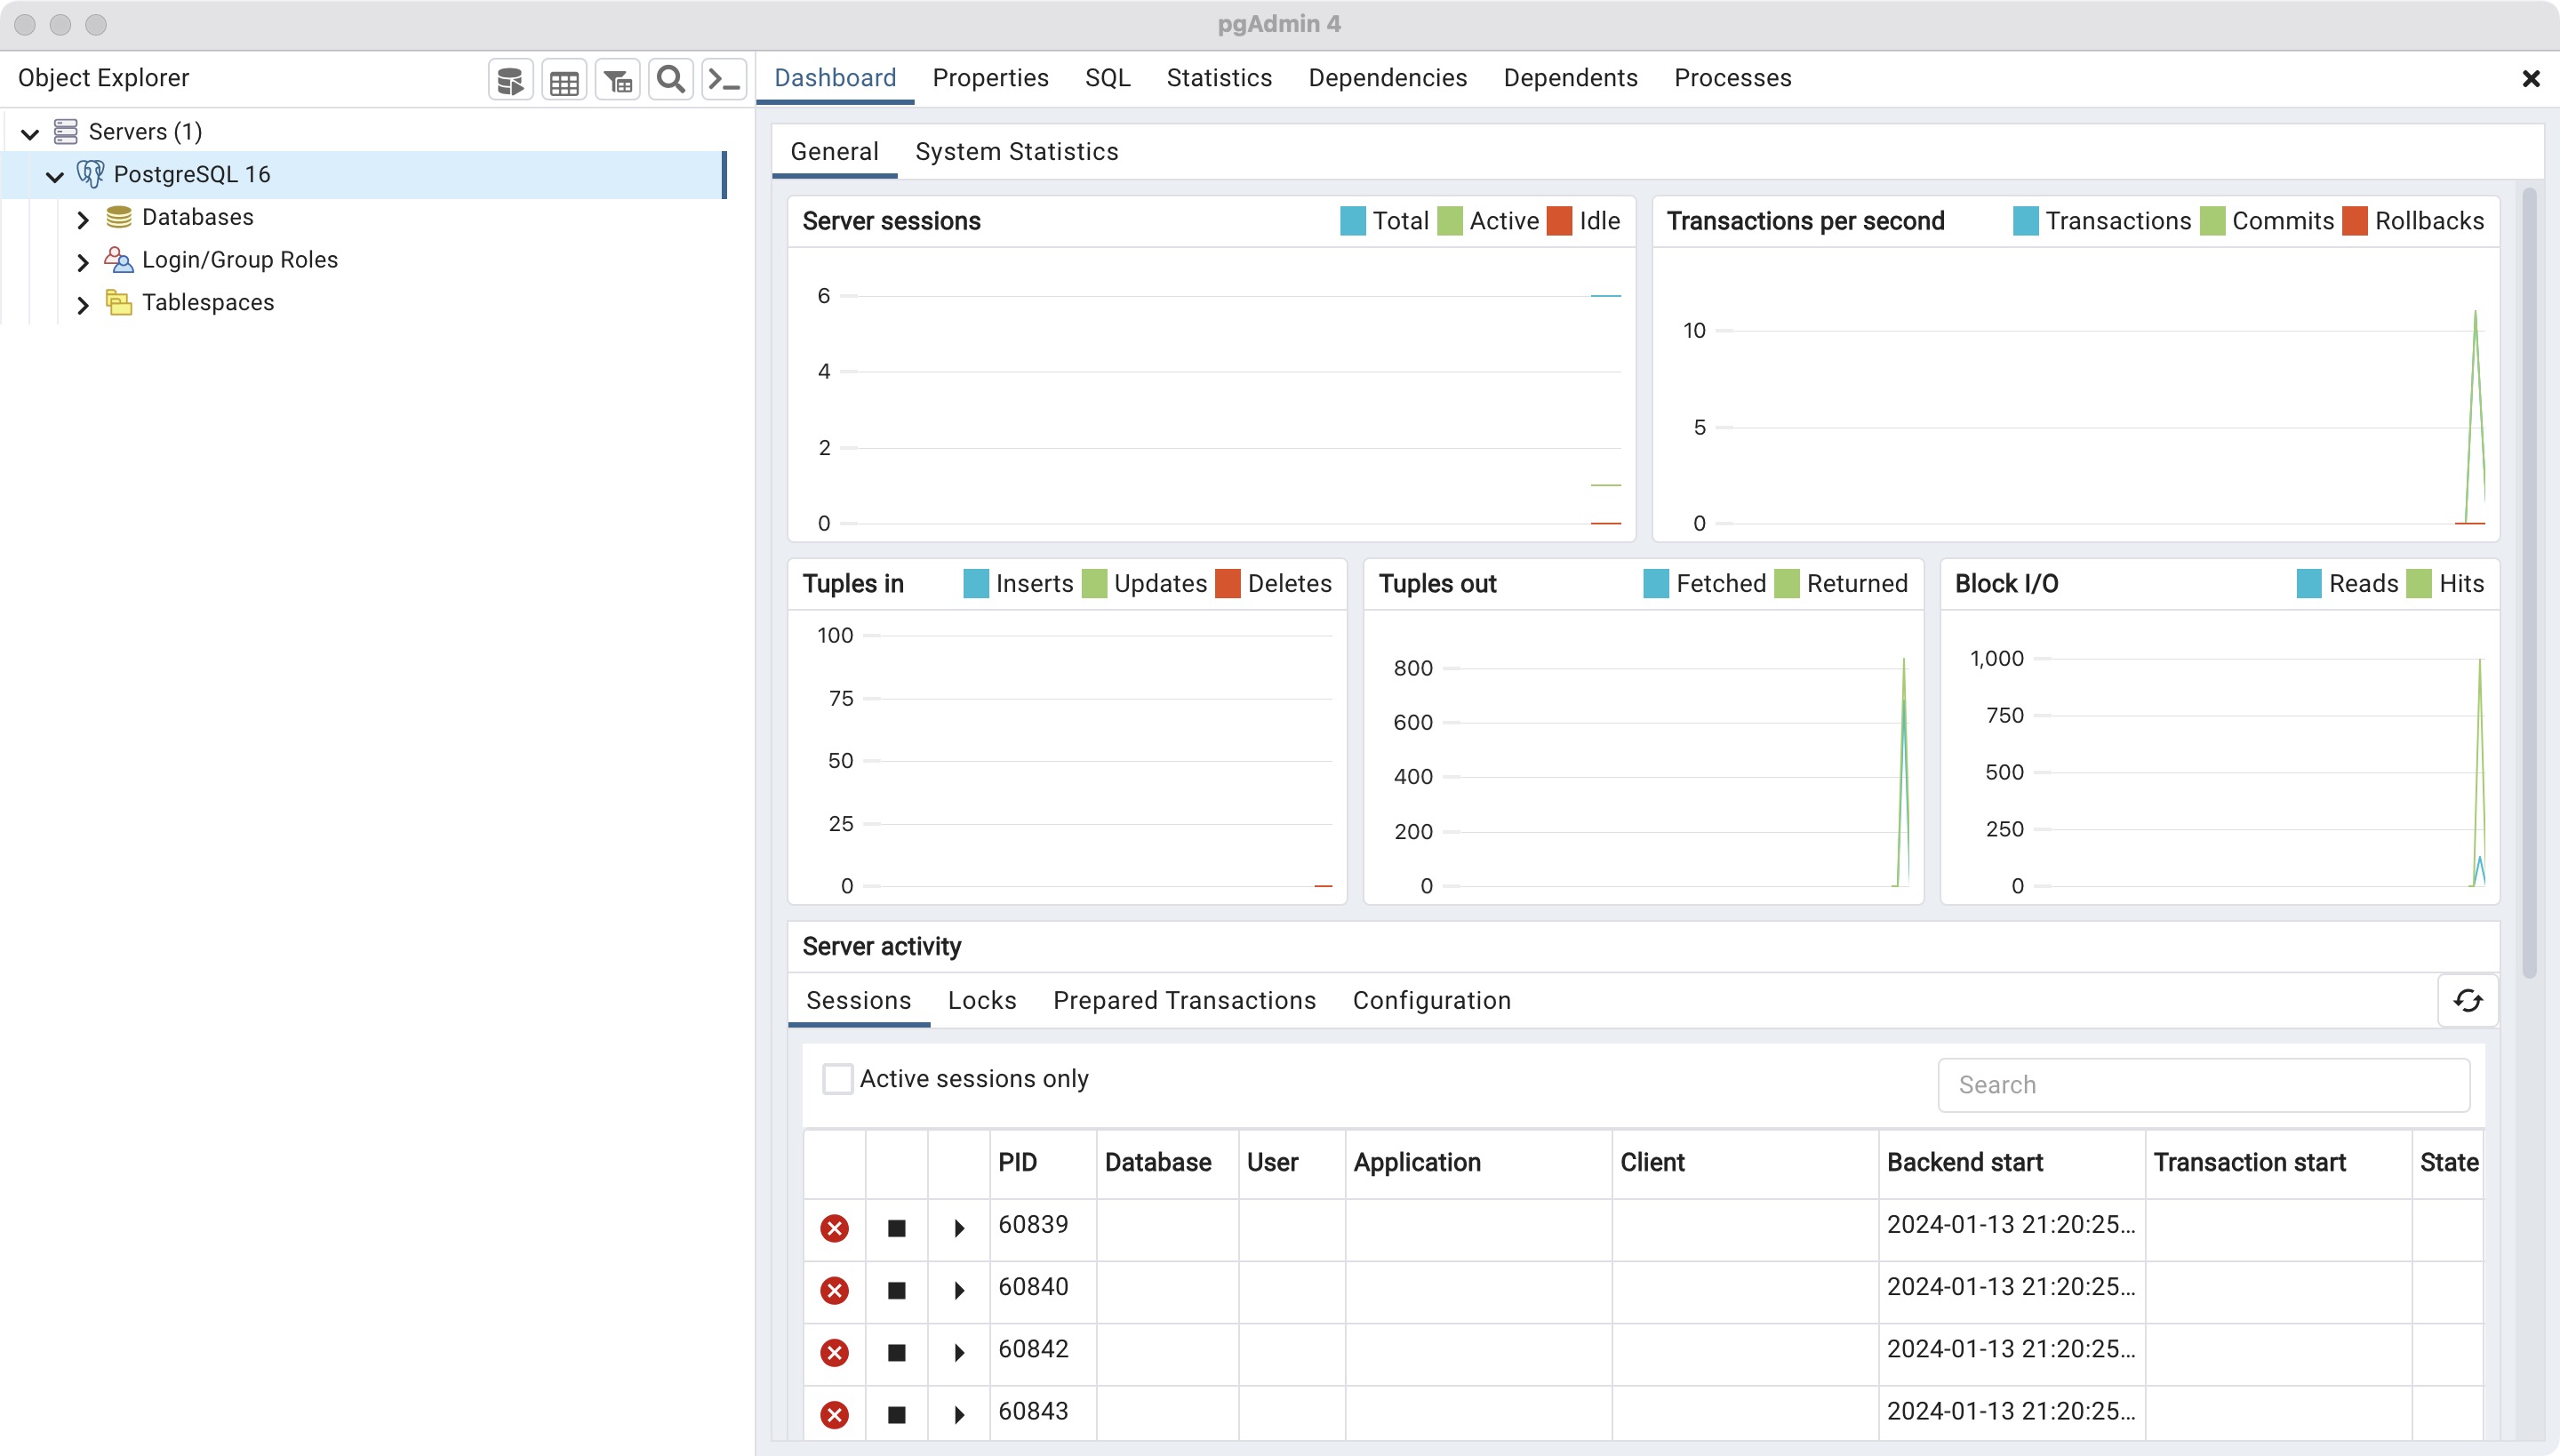 pgAdmin 4
Object Explorer
Dashboard Properties SQL Statistics Dependencies Dependents Processes
Servers (1)
PostgreSQL 16
Databases
Login/Group Roles
Tablespaces
General System Statistics
Server sessions Total Active Idle
6
4
2
0
Transactions per second Transactions Commits Rollbacks
10
5
0
Tuples in Inserts Updates Deletes
100
75
50
25
0
Tuples out Fetched Returned
800
600
400
200
0
Block I/O Reads Hits
1,000
750
500
250
0
Server activity
Sessions Locks Prepared Transactions Configuration
Active sessions only Search
PID Database User Application Client Backend start Transaction start State
60839 2024-01-13 21:20:25...
60840 2024-01-13 21:20:25...
60842 2024-01-13 21:20:25...
60843 2024-01-13 21:20:25...